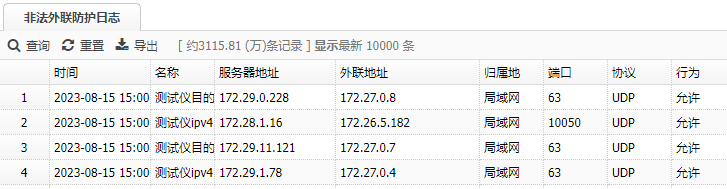 非法外联防护日志
查询 重置 导出 [ 约3115.81 (万)条记录 ] 显示最新 10000 条
时间 名称 服务器地址 外联地址 归属地 端口 协议 行为
1 2023-08-15 15:00 测试仪目的 172.29.0.228 172.27.0.8 局域网 63 UDP 允许
2 2023-08-15 15:00 测试仪ipv4 172.28.1.16 172.26.5.182 局域网 10050 UDP 允许
3 2023-08-15 15:00 测试仪目的 172.29.11.121 172.27.0.7 局域网 63 UDP 允许
4 2023-08-15 15:00 测试仪ipv4 172.29.1.78 172.27.0.4 局域网 63 UDP 允许